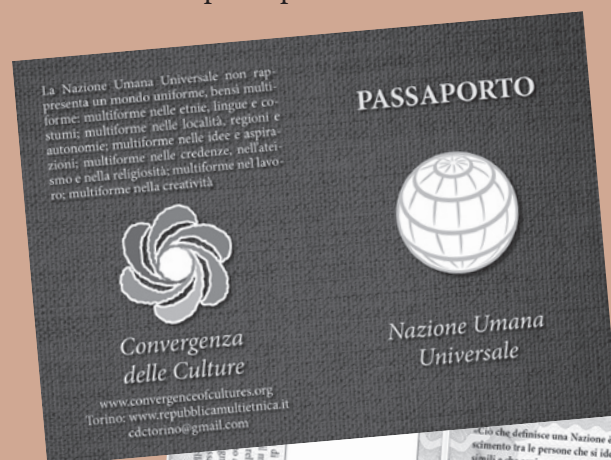 La Nazione Umana Universale non rap-
presenta un mondo uniforme, bensì multi-
forme: multiforme nelle etnie, lingue e co-
stumi; multiforme nelle località, regioni e
autonomie; multiforme nelle idee e aspira-
zioni; multiforme nelle credenze, nell'atei-
smo e nella religiosità; multiforme nel lavo-
ro; multiforme nella creatività
Convergenza
delle Culture
www.convergenceofcultures.org
Torino: www.repubblicamultietnica.it
cdctorino@gmail.com
PASSAPORTO
Nazione Umana
Universale
«Ciò che definisce una Nazione è
scimento tra le persone che si